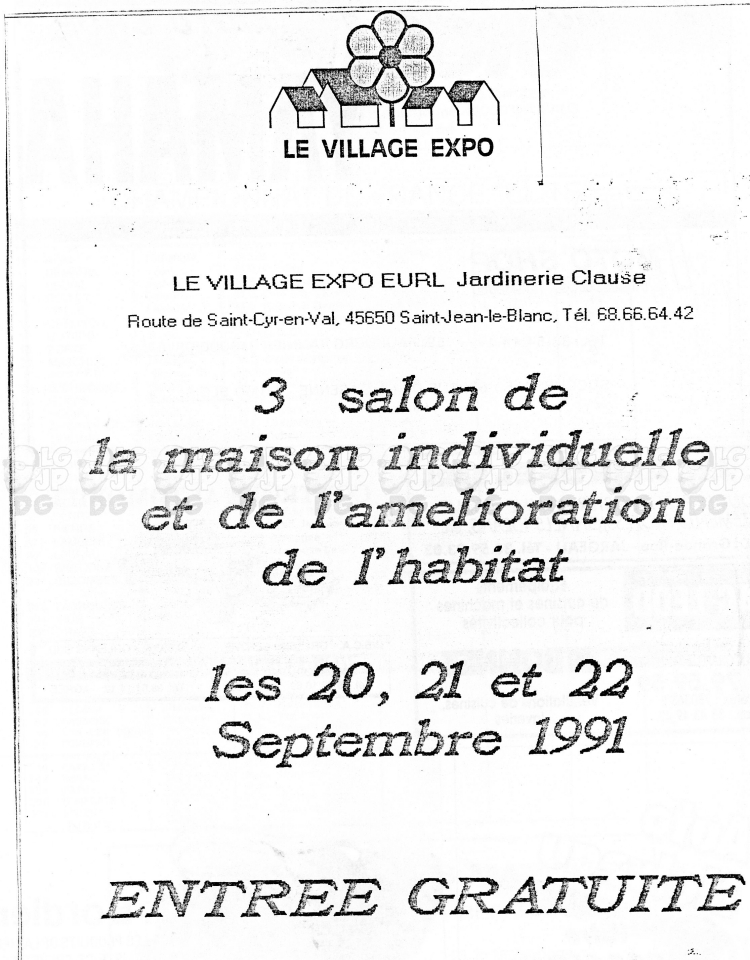 LE VILLAGE EXPO
LE VILLAGE EXPO EURL Jardinerie Clause
Route de Saint-Cyr-en-Val, 45650 Saint-Jean-le-Blanc, Tél. 68.66.64.42
3 salon de
la maison individuelle
et de l'amelioration
de l'habitat
les 20, 21 et 22
Septembre 1991
ENTREE GRATUITE